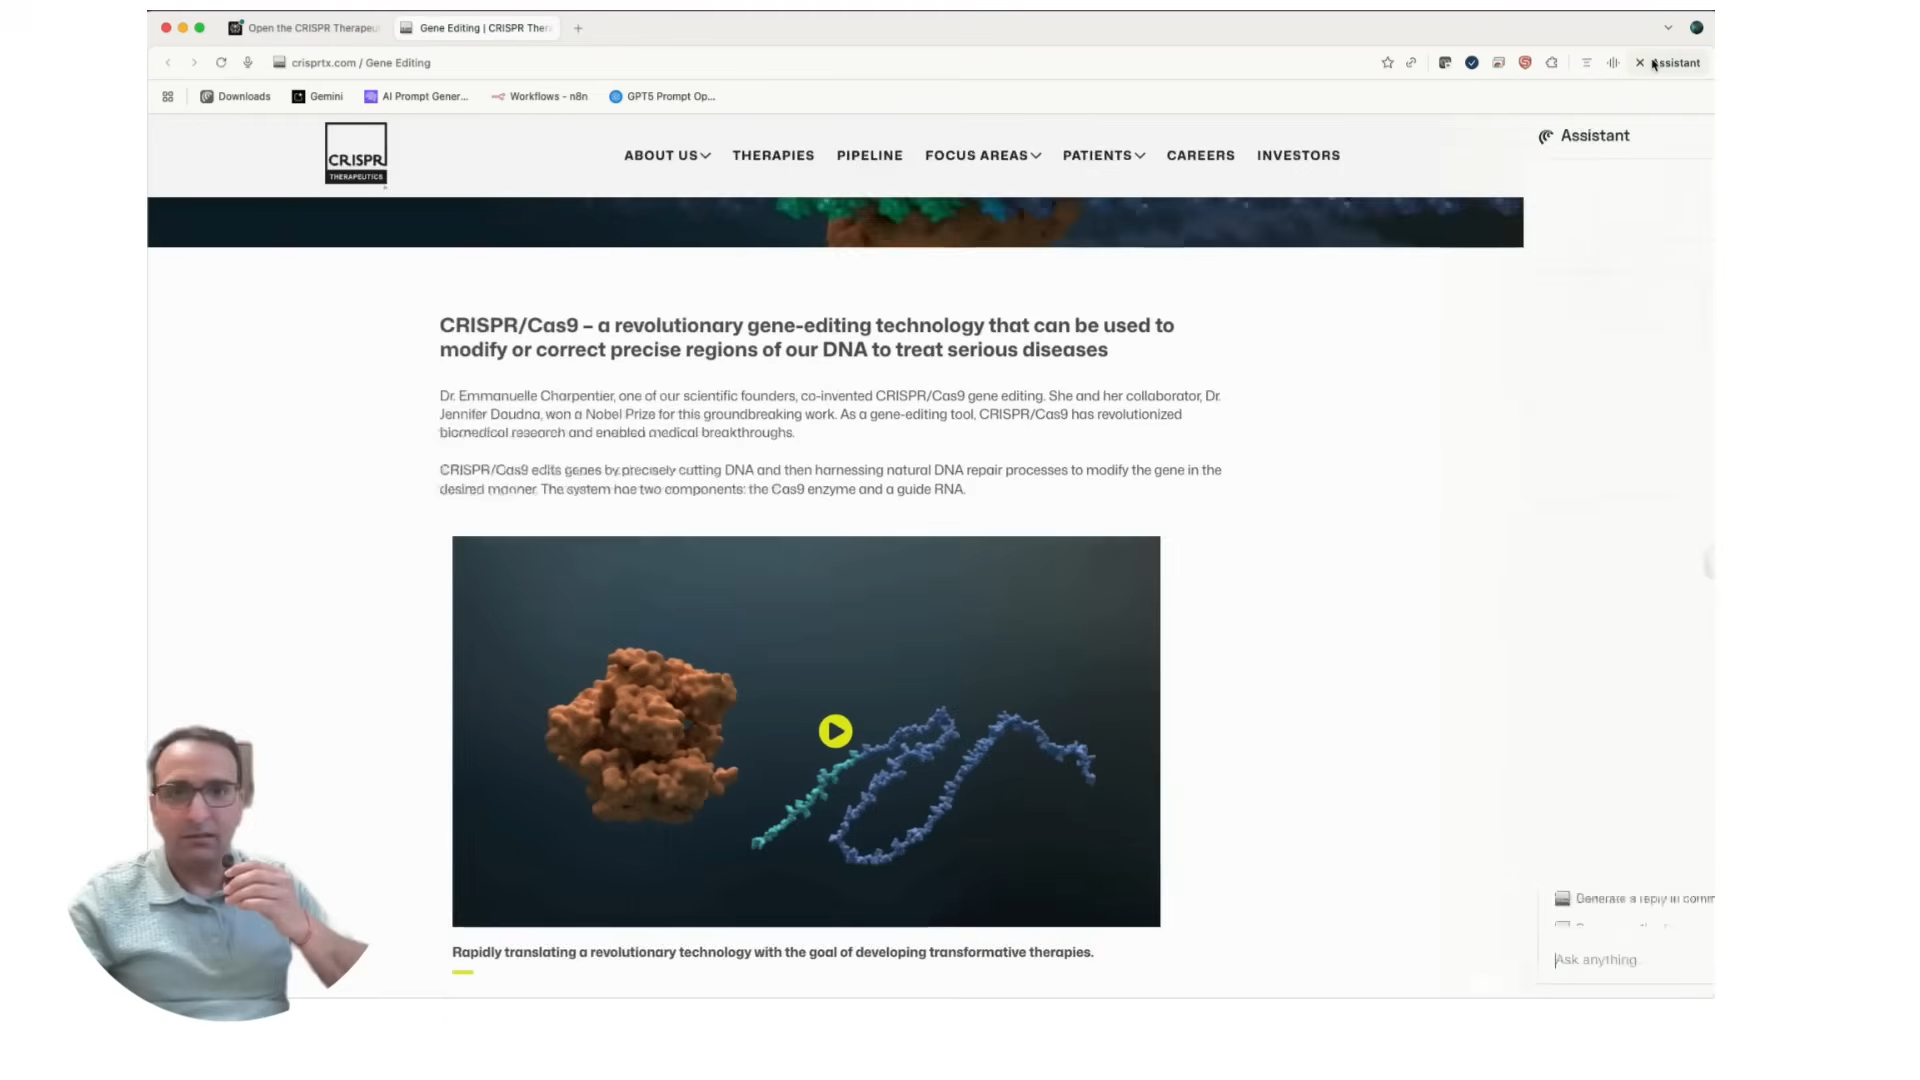 Open the CRISPR Therapeu
Gene Editing | CRISPR Ther
crisprtx.com / Gene Editing
Assistant
Downloads
Gemini
AI Prompt Gener...
Workflows - n8n
GPT5 Prompt Op...
CRISPR
THERAPEUTICS
ABOUT US
THERAPIES
PIPELINE
FOCUS AREAS
PATIENTS
CAREERS
INVESTORS
Assistant
CRISPR/Cas9 – a revolutionary gene-editing technology that can be used to
modify or correct precise regions of our DNA to treat serious diseases
Dr. Emmanuelle Charpentier, one of our scientific founders, co-invented CRISPR/Cas9 gene editing. She and her collaborator, Dr.
Jennifer Doudna, won a Nobel Prize for this groundbreaking work. As a gene-editing tool, CRISPR/Cas9 has revolutionized
biomedical research and enabled medical breakthroughs.
CRISPR/Cas9 edits genes by precisely cutting DNA and then harnessing natural DNA repair processes to modify the gene in the
desired manner. The system has two components: the Cas9 enzyme and a guide RNA.
Rapidly translating a revolutionary technology with the goal of developing transformative therapies.
Generate a reply in comm
Ask anything